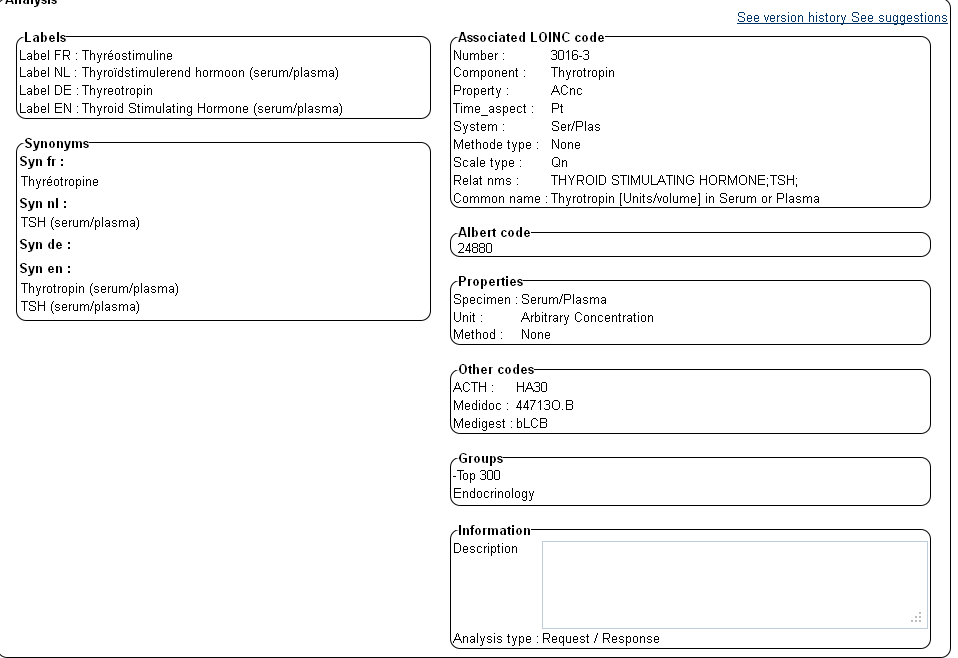 Analysis
See version history See suggestions
Labels
Label FR : Thyréostimuline
Label NL : Thyroïdstimulerend hormoon (serum/plasma)
Label DE : Thyreotropin
Label EN : Thyroid Stimulating Hormone (serum/plasma)
Synonyms
Syn fr :
Thyréotropine
Syn nl :
TSH (serum/plasma)
Syn de :
Syn en :
Thyrotropin (serum/plasma)
TSH (serum/plasma)
Associated LOINC code
Number : 3016-3
Component : Thyrotropin
Property : ACnc
Time_aspect : Pt
System : Ser/Plas
Methode type : None
Scale type : Qn
Relat nms : THYROID STIMULATING HORMONE;TSH;
Common name : Thyrotropin [Units/volume] in Serum or Plasma
Albert code
24880
Properties
Specimen : Serum/Plasma
Unit : Arbitrary Concentration
Method : None
Other codes
ACTH : HA30
Medidoc : 44713O.B
Medigest : bLCB
Groups
-Top 300
Endocrinology
Information
Description
Analysis type : Request / Response